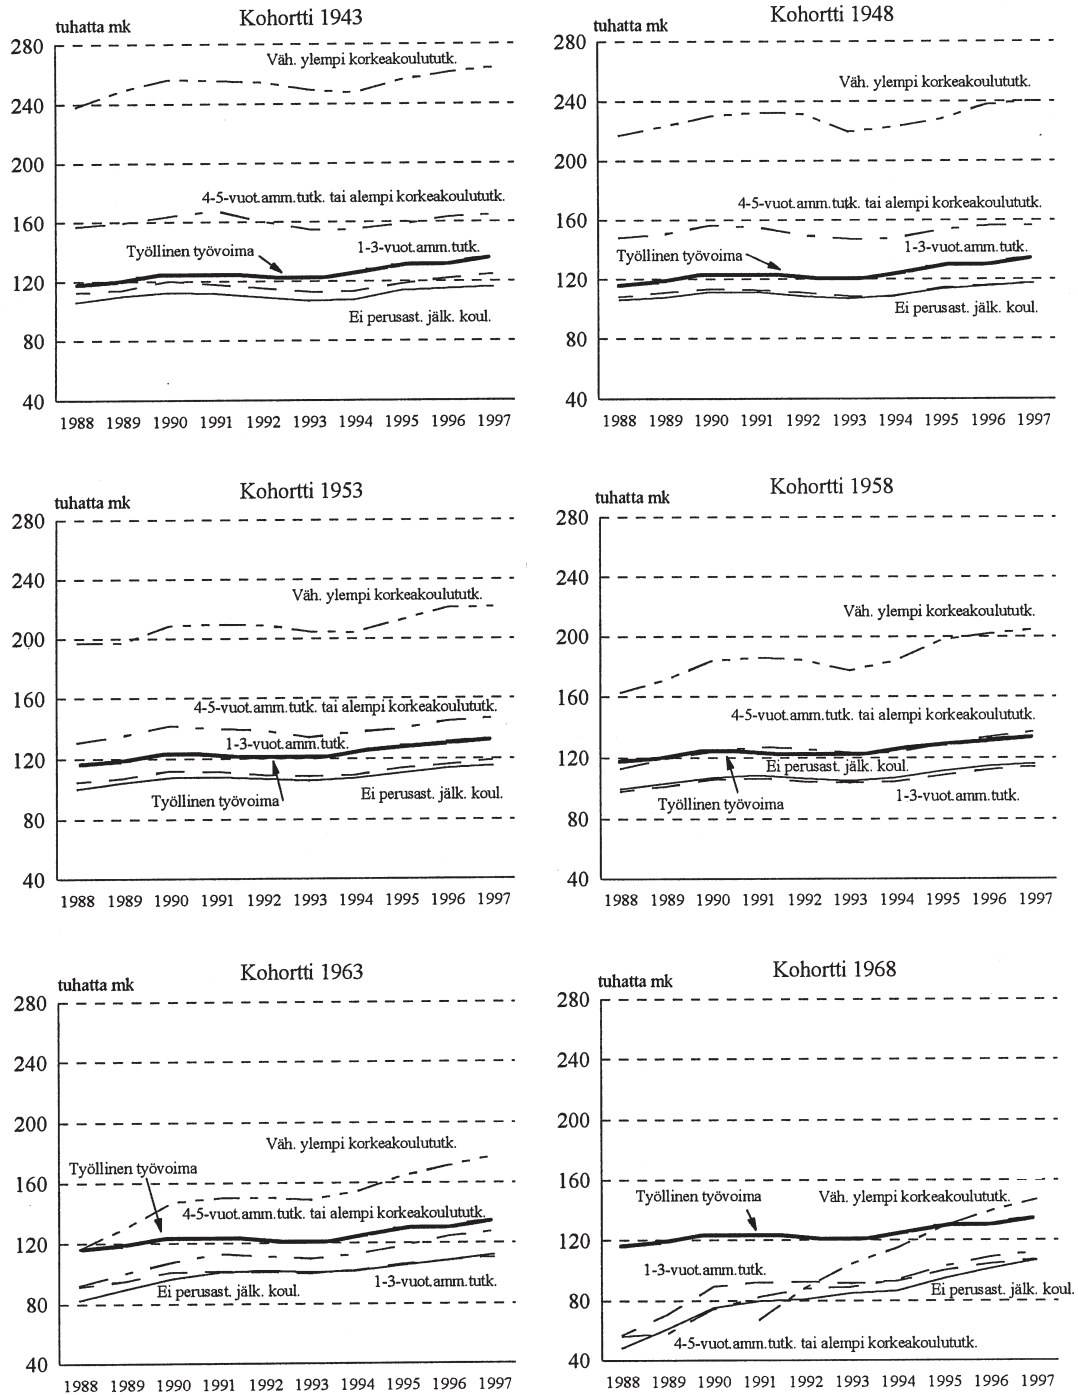 Kohortti 1943
tuhatta mk
280
240
200
160
120
80
40
Väh. ylempi korkeakoulututk.
4-5-vuot.amm.tutk. tai alempi korkeakoulututk.
Työllinen työvoima
1-3-vuot.amm.tutk.
Ei perusast. jälk. koul.
1988 1989 1990 1991 1992 1993 1994 1995 1996 1997
Kohortti 1948
tuhatta mk
280
240
200
160
120
80
40
Väh. ylempi korkeakoulututk.
4-5-vuot.amm.tutk. tai alempi korkeakoulututk.
Työllinen työvoima
1-3-vuot.amm.tutk.
Ei perusast. jälk. koul.
1988 1989 1990 1991 1992 1993 1994 1995 1996 1997
Kohortti 1953
tuhatta mk
280
240
200
160
120
80
40
Väh. ylempi korkeakoulututk.
4-5-vuot.amm.tutk. tai alempi korkeakoulututk.
1-3-vuot.amm.tutk.
Työllinen työvoima
Ei perusast. jälk. koul.
1988 1989 1990 1991 1992 1993 1994 1995 1996 1997
Kohortti 1958
tuhatta mk
280
240
200
160
120
80
40
Väh. ylempi korkeakoulututk.
4-5-vuot.amm.tutk. tai alempi korkeakoulututk.
Ei perusast. jälk. koul.
Työllinen työvoima
1-3-vuot.amm.tutk.
1988 1989 1990 1991 1992 1993 1994 1995 1996 1997
Kohortti 1963
tuhatta mk
280
240
200
160
120
80
40
Väh. ylempi korkeakoulututk.
Työllinen työvoima
4-5-vuot.amm.tutk. tai alempi korkeakoulututk.
Ei perusast. jälk. koul.
1-3-vuot.amm.tutk.
1988 1989 1990 1991 1992 1993 1994 1995 1996 1997
Kohortti 1968
tuhatta mk
280
240
200
160
120
80
40
Työllinen työvoima
Väh. ylempi korkeakoulututk.
1-3-vuot.amm.tutk.
Ei perusast. jälk. koul.
4-5-vuot.amm.tutk. tai alempi korkeakoulututk.
1988 1989 1990 1991 1992 1993 1994 1995 1996 1997